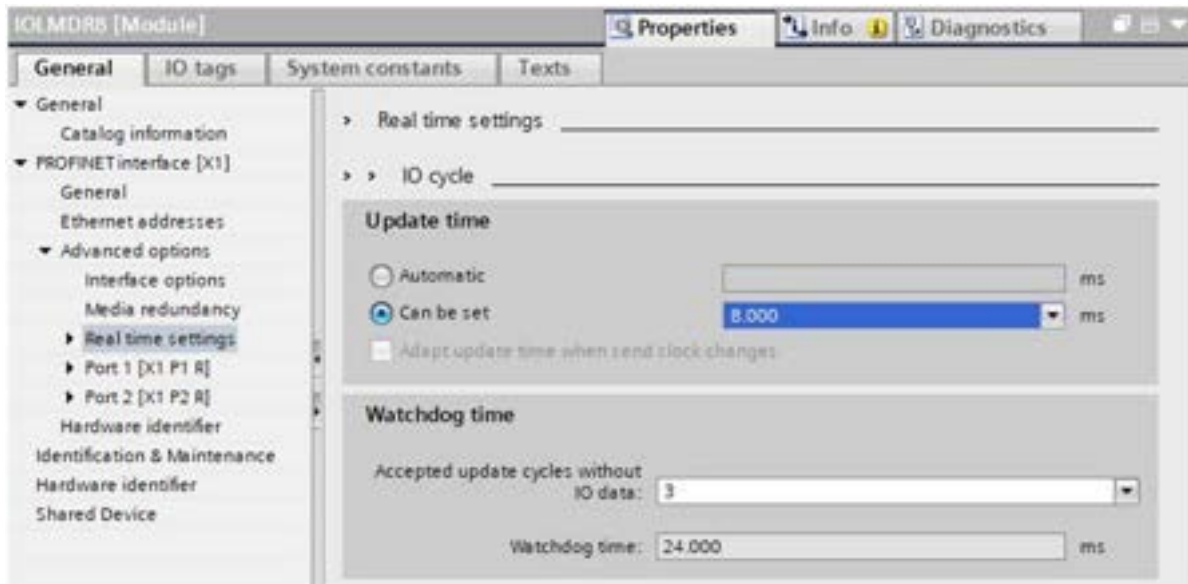 IOLMDR8 [Module]
Properties
Info
Diagnostics
General
IO tags
System constants
Texts
General
Catalog information
PROFINET interface [X1]
General
Ethernet addresses
Advanced options
Interface options
Media redundancy
Real time settings
Port 1 [X1 P1 R]
Port 2 [X1 P2 R]
Hardware identifier
Identification & Maintenance
Hardware identifier
Shared Device
Real time settings
IO cycle
Update time
Automatic
ms
Can be set
8.000
ms
Adapt update time when send clock changes
Watchdog time
Accepted update cycles without
IO data:
3
Watchdog time:
24.000
ms